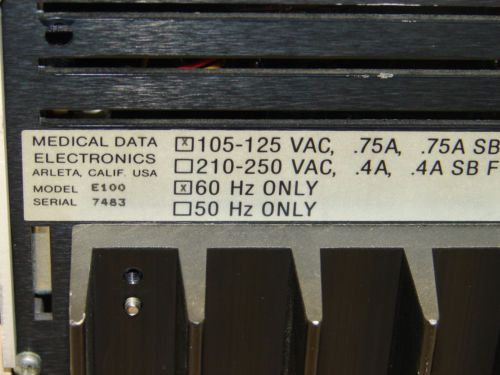 MEDICAL DATA
ELECTRONICS
ARLETA, CALIF. USA
MODEL E100
SERIAL 7483
☒105-125 VAC, .75A, .75A SB
☐210-250 VAC, .4A, .4A SB F
☒60 Hz ONLY
☐50 Hz ONLY